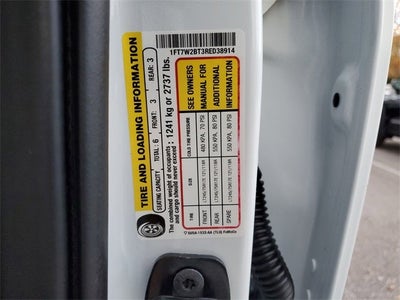 1FT7W2BT3RED38914
TIRE AND LOADING INFORMATION
SEATING CAPACITY TOTAL: 6 FRONT: 3 REAR: 3
The combined weight of occupants : 1241 kg or 2737 lbs.
and cargo should never exceed
TIRE SIZE COLD TIRE PRESSURE
FRONT 480 KPA, 70 PSI
REAR 550 KPA, 80 PSI
SPARE 550 KPA, 80 PSI
SEE OWNERS
MANUAL FOR
ADDITIONAL
INFORMATION